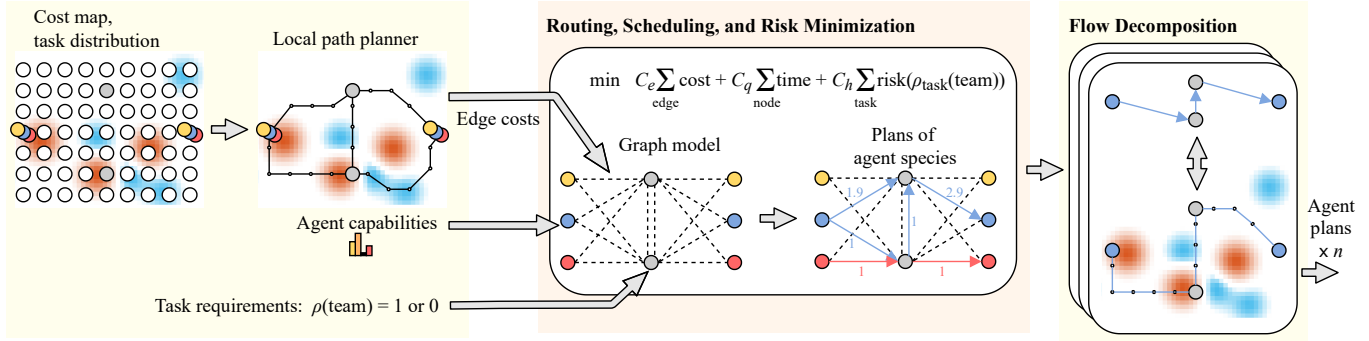 Cost map,
task distribution
Local path planner
Edge costs
Agent capabilities
Task requirements: ρ(team) = 1 or 0
Routing, Scheduling, and Risk Minimization
min C_e ∑ cost + C_q ∑ time + C_h ∑ risk(ρ_task(team))
edge node task
Graph model
Plans of
agent species
1.9
2.9
1
1
1
1
Flow Decomposition
Agent
plans
× n